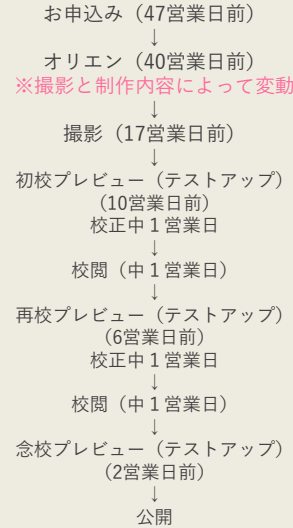 お申込み（47営業日前）
↓
オリエン（40営業日前）
※撮影と制作内容によって変動
↓
撮影（17営業日前）
↓
初校プレビュー（テストアップ）
（10営業日前）
校正中１営業日
↓
校閲（中１営業日）
↓
再校プレビュー（テストアップ）
（6営業日前）
校正中１営業日
↓
校閲（中１営業日）
↓
念校プレビュー（テストアップ）
（2営業日前）
↓
公開